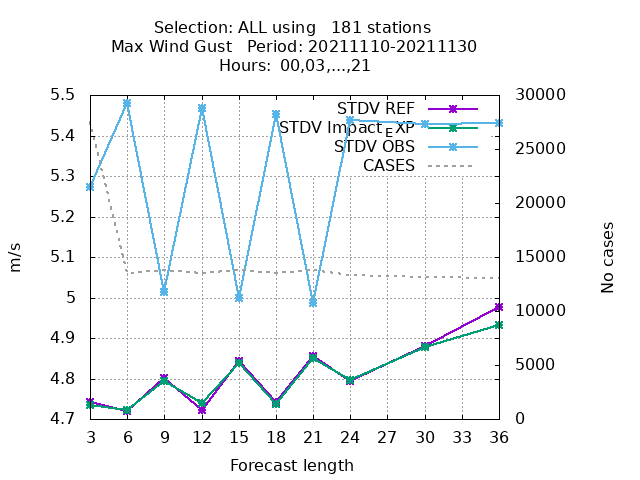 Selection: ALL using   181 stations
Max Wind Gust   Period: 20211110-20211130
Hours:  00,03,...,21
5.5
5.4
5.3
5.2
5.1
5
4.9
4.8
4.7
m/s
STDV REF
STDV Impact_EXP
STDV OBS
CASES
30000
25000
20000
15000
10000
5000
0
No cases
3 6 9 12 15 18 21 24 27 30 33 36
Forecast length